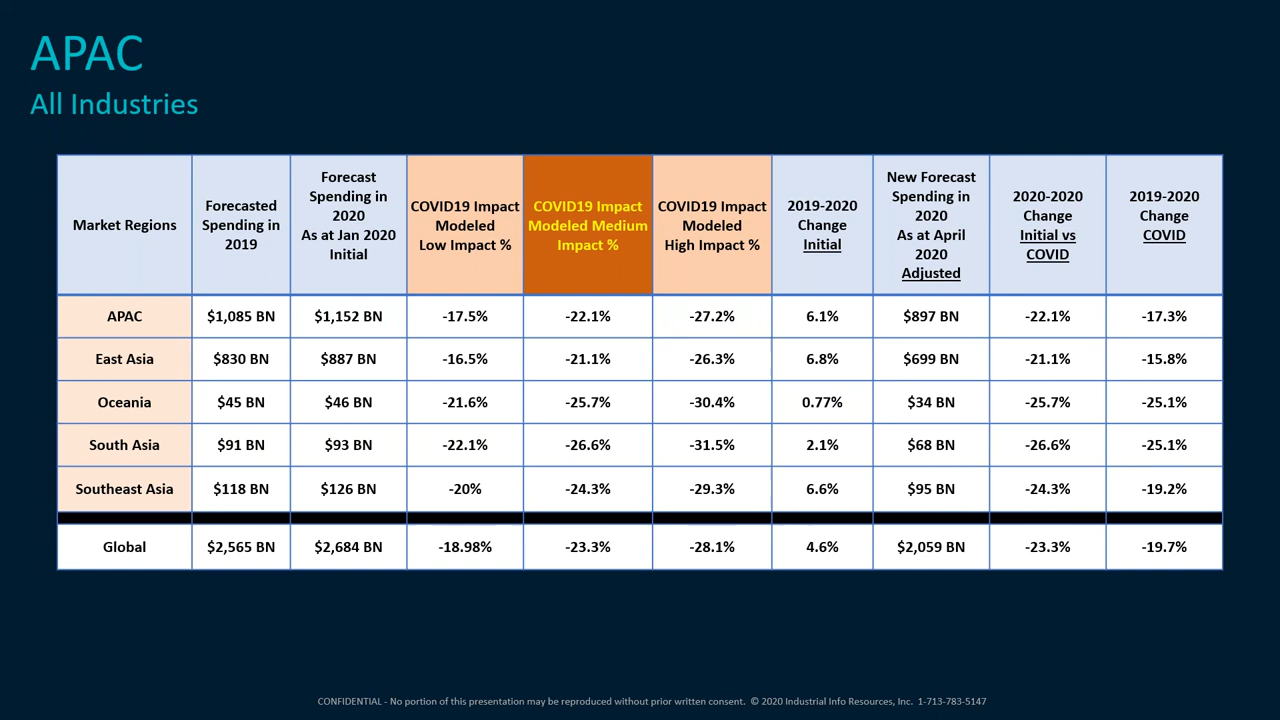 APAC
All Industries
Market Regions
Forecasted
Spending in
2019
Forecast
Spending in
2020
As at Jan 2020
Initial
COVID19 Impact
Modeled
Low Impact %
COVID19 Impact
Modeled Medium
Impact %
COVID19 Impact
Modeled
High Impact %
2019-2020
Change
Initial
New Forecast
Spending in
2020
As at April
2020
Adjusted
2020-2020
Change
Initial vs
COVID
2019-2020
Change
COVID
APAC $1,085 BN $1,152 BN -17.5% -22.1% -27.2% 6.1% $897 BN -22.1% -17.3%
East Asia $830 BN $887 BN -16.5% -21.1% -26.3% 6.8% $699 BN -21.1% -15.8%
Oceania $45 BN $46 BN -21.6% -25.7% -30.4% 0.77% $34 BN -25.7% -25.1%
South Asia $91 BN $93 BN -22.1% -26.6% -31.5% 2.1% $68 BN -26.6% -25.1%
Southeast Asia $118 BN $126 BN -20% -24.3% -29.3% 6.6% $95 BN -24.3% -19.2%
Global $2,565 BN $2,684 BN -18.98% -23.3% -28.1% 4.6% $2,059 BN -23.3% -19.7%
CONFIDENTIAL - No portion of this presentation may be reproduced without prior written consent. © 2020 Industrial Info Resources, Inc. 1-713-783-5147